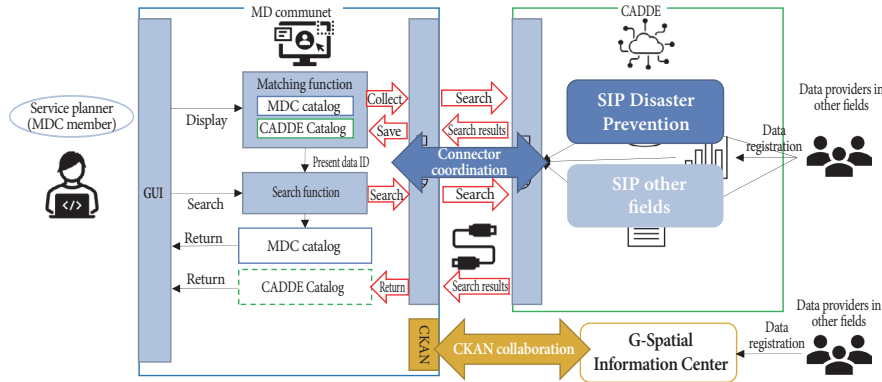 MD communet
CADDE
Service planner
(MDC member)
GUI
Display
Matching function
MDC catalog
CADDE Catalog
Collect
Save
Search
Search results
Present data ID
Connector
coordination
SIP Disaster
Prevention
SIP other
fields
Data providers in
other fields
Data
registration
Search
Search function
Search
Search
Return
MDC catalog
Return
CADDE Catalog
Return
Search results
CKAN
CKAN collaboration
G-Spatial
Information Center
Data
registration
Data providers in
other fields